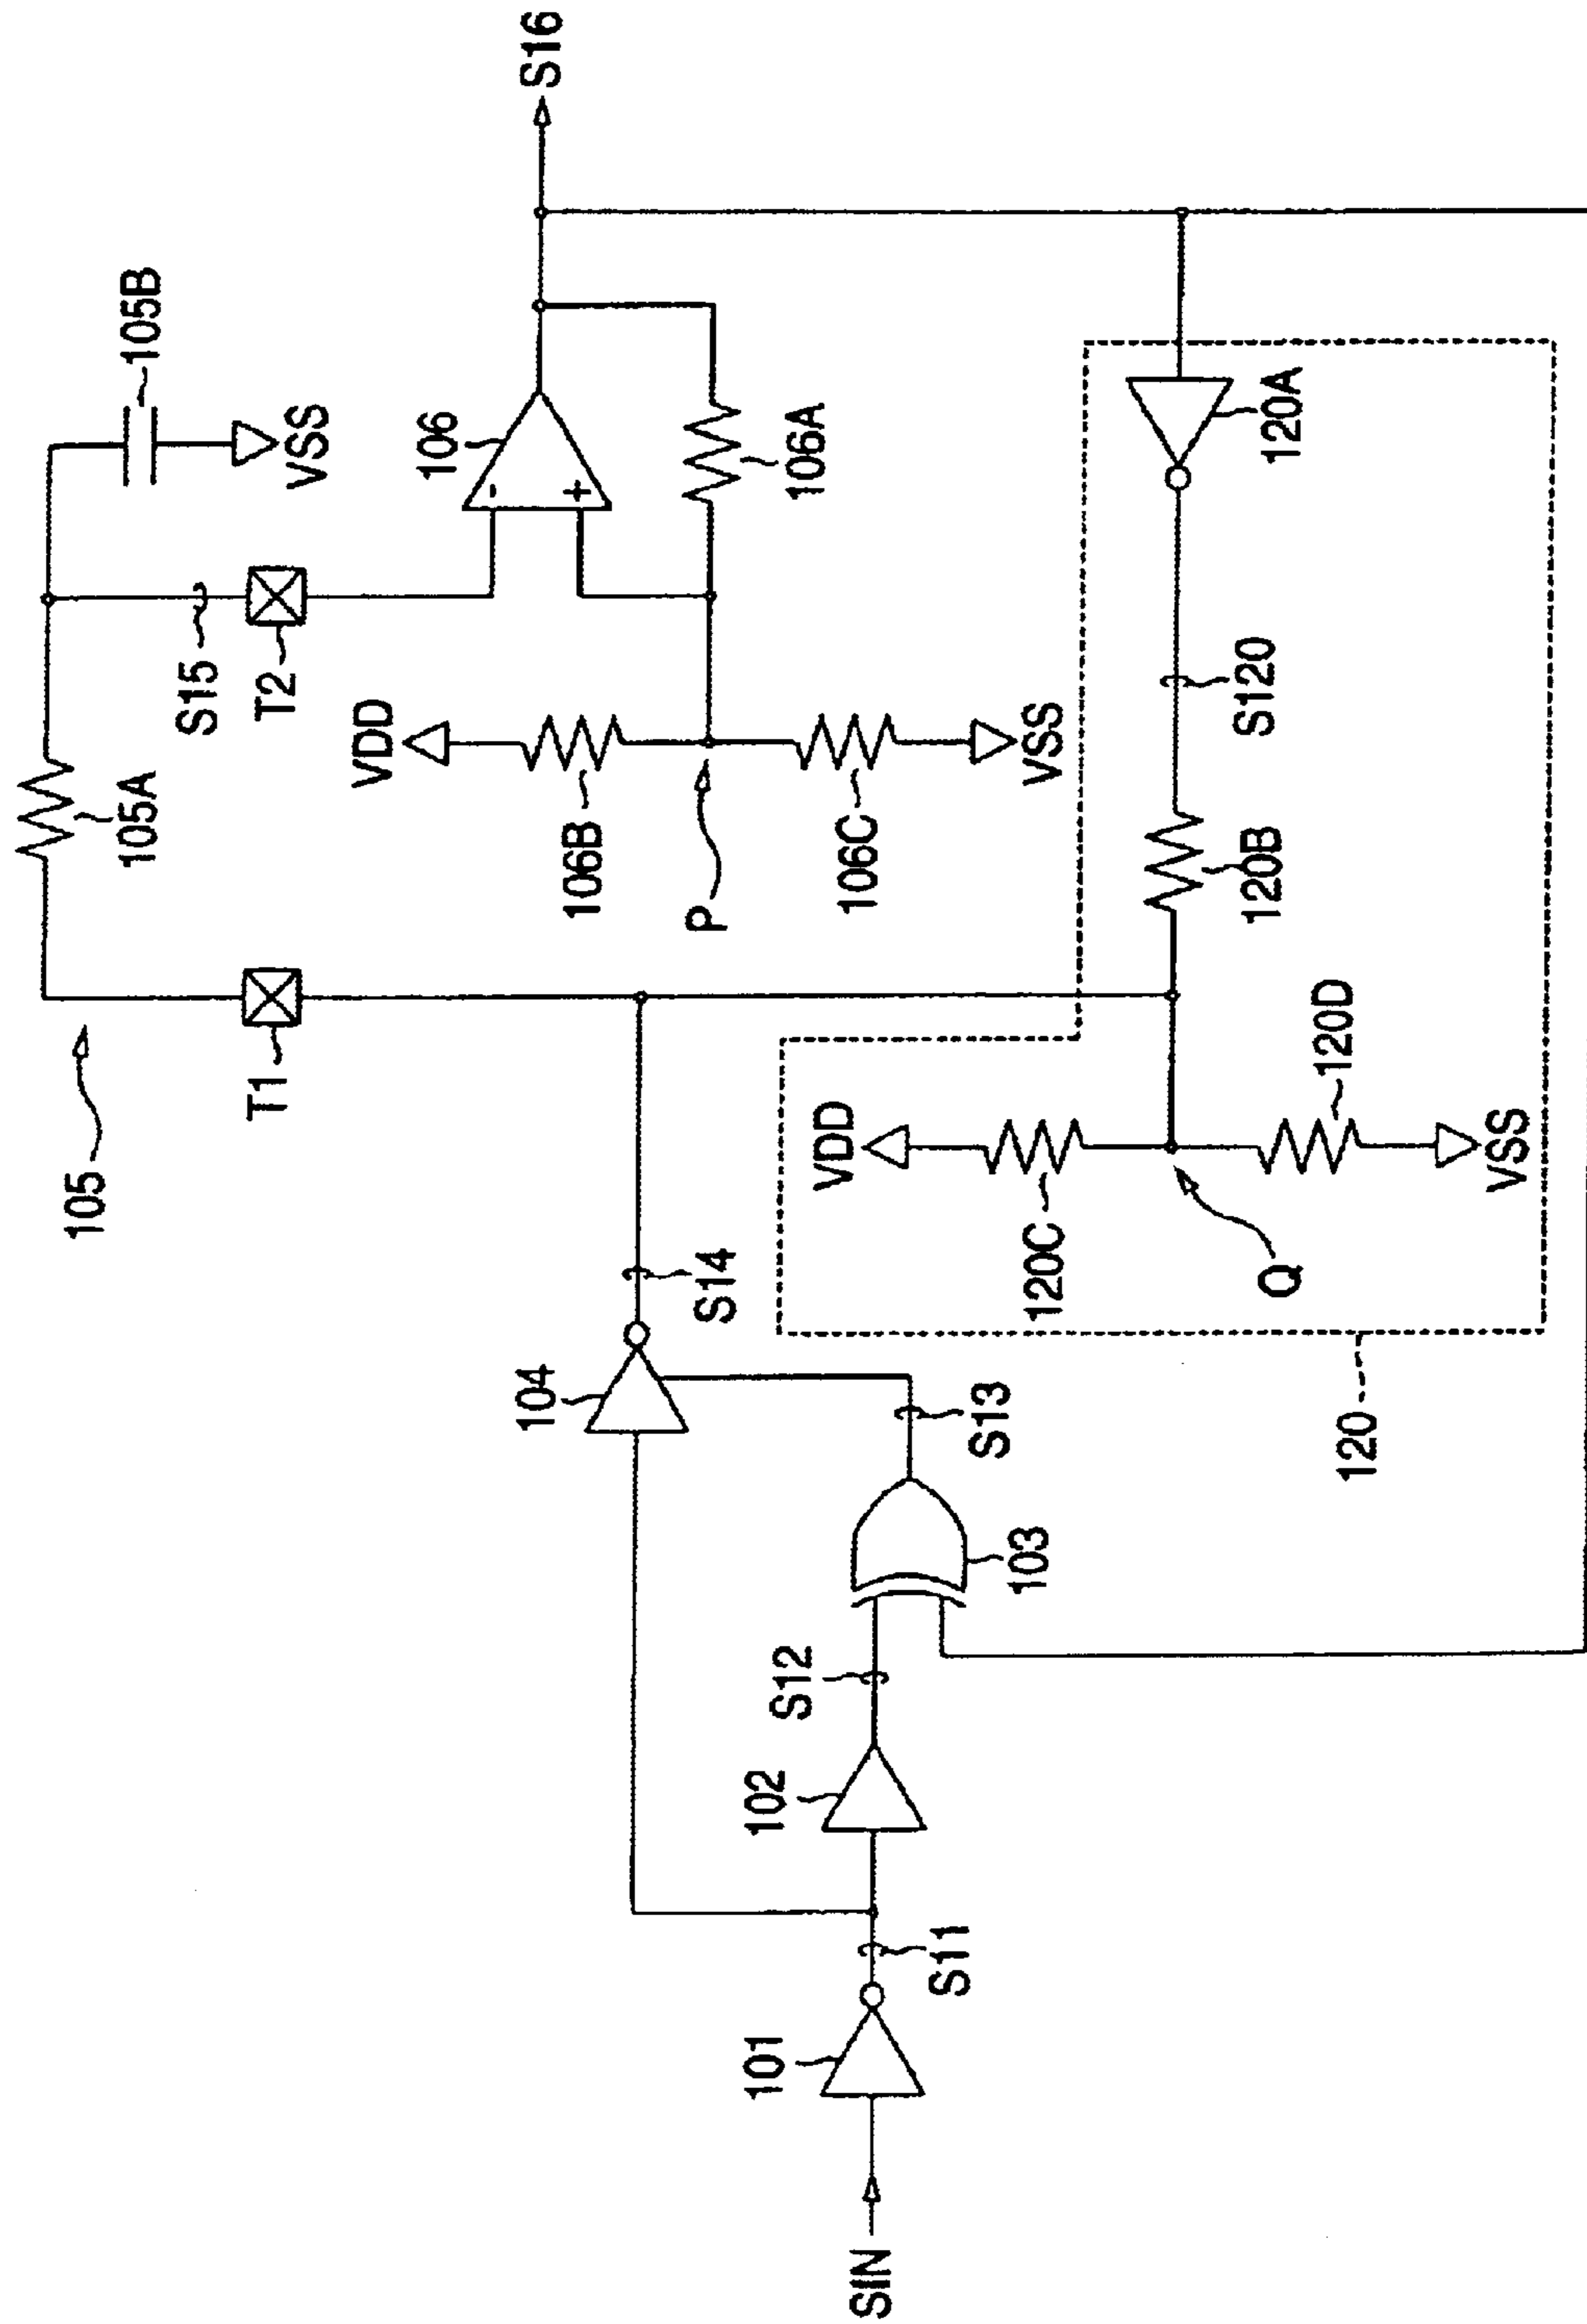 105
105A
105B
S15
T1
T2
VSS
VDD
106
S16
106B
106A
P
106C
VSS
104
S14
101
S11
102
S12
103
S13
SIN
VDD
120C
120D
Q
VSS
120B
S120
120A
120